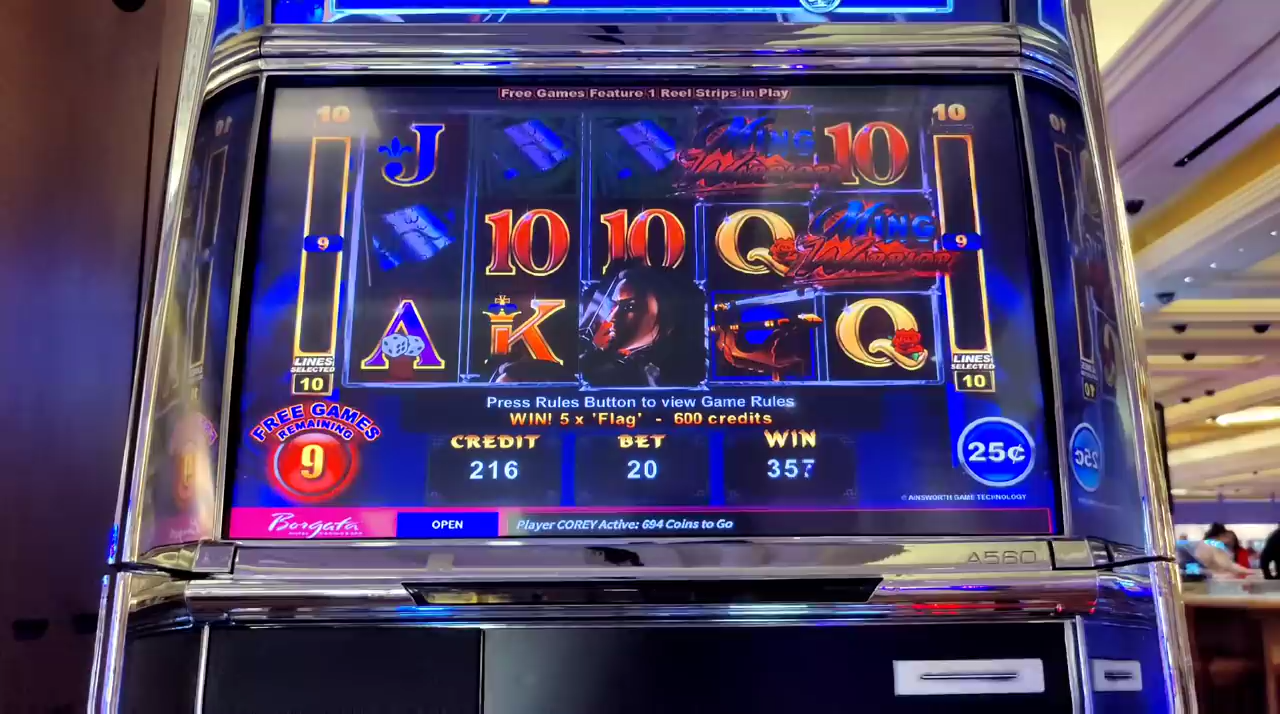 Free Games Feature 1 Reel Strips in Play
10
10
J
MING WARRIOR
10
9
10
10
Q
MING WARRIOR
9
A
K
Q
LINES SELECTED
10
LINES SELECTED
10
Press Rules Button to view Game Rules
WIN! 5 x 'Flag' - 600 credits
FREE GAMES
REMAINING
9
CREDIT
BET
WIN
216
20
357
25¢
© AINSWORTH GAME TECHNOLOGY
Borgata
OPEN
Player COREY Active: 694 Coins to Go
A560